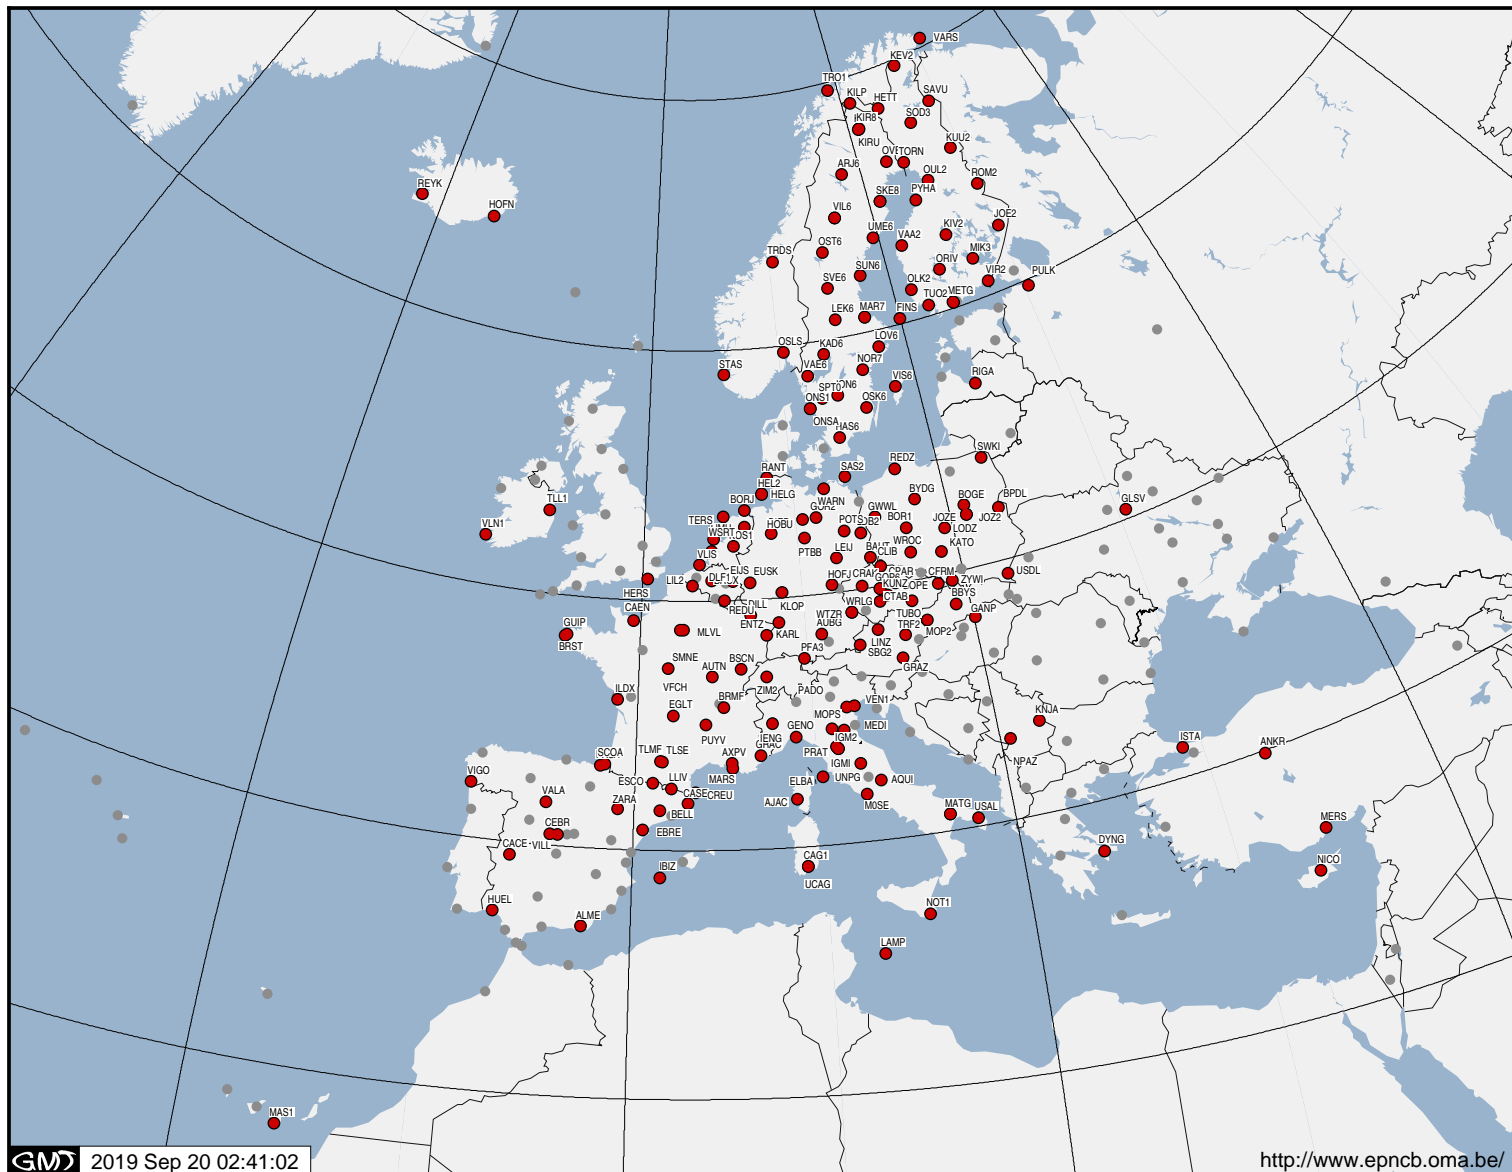 VARS
KEV2
TRO1
KILP
HETT
SAVU
SOD3
KIR8
KIRU
KUU2
TORN
ARJ6
OUL2
ROM2
REYK
SKE8
PYHA
HOFN
VIL6
JOE2
UME6
KIV2
VAA2
OST6
TRDS
ORIV
MIK3
SUN6
VIR2
PULK
SVE6
OLK2
TUO2
METG
LEK6
MAR7
FINS
OSLS
KAD6
LOV6
STAS
VAE6
NOR7
RIGA
SPT0
VIS6
ONS1
OSK6
ONSA
HAS6
SWKI
RANT
SAS2
REDZ
HEL2
HELG
BORJ
WARN
BYDG
BOGE
BPDL
TLL1
GLSV
TERS
GWWL
POTS
BOR1
JOZE
JOZ2
LODZ
VLN1
WSRT
HOBU
PTBB
WROC
KATO
VLIS
LEIJ
CLIB
LIL2
DLF1
EIJS
EUSK
HOFJ
CRAK
CPAR
CFRM
ZYWI
USDL
HERS
KUNZ
BBYS
CAEN
REDU
DILL
KLOP
WTZR
WRLG
CTAB
TUBO
GANP
GUIP
BRST
MLVL
ENTZ
KARL
AUBG
LINZ
TRF2
MOP2
SMNE
AUTN
BSCN
PFA3
SBG2
GRAZ
VFCH
ILDX
EGLT
BRMF
ZIM2
PADO
VEN1
PUYV
GENO
MOPS
MEDI
KNJA
IENG
GRAC
IGM2
PRAT
IGMI
NPAZ
ISTA
ANKR
SCOA
TLMF
TLSE
AXPV
MARS
VIGO
ESCO
LLIV
ELBA
UNPG
AQUI
VALA
ZARA
CASE
CREU
BELL
AJAC
M0SE
MATG
USAL
CEBR
VILL
EBRE
MERS
CACE
DYNG
IBIZ
CAG1
UCAG
NICO
HUEL
ALME
NOT1
LAMP
MAS1
GMT
2019 Sep 20 02:41:02
http://www.epncb.oma.be/